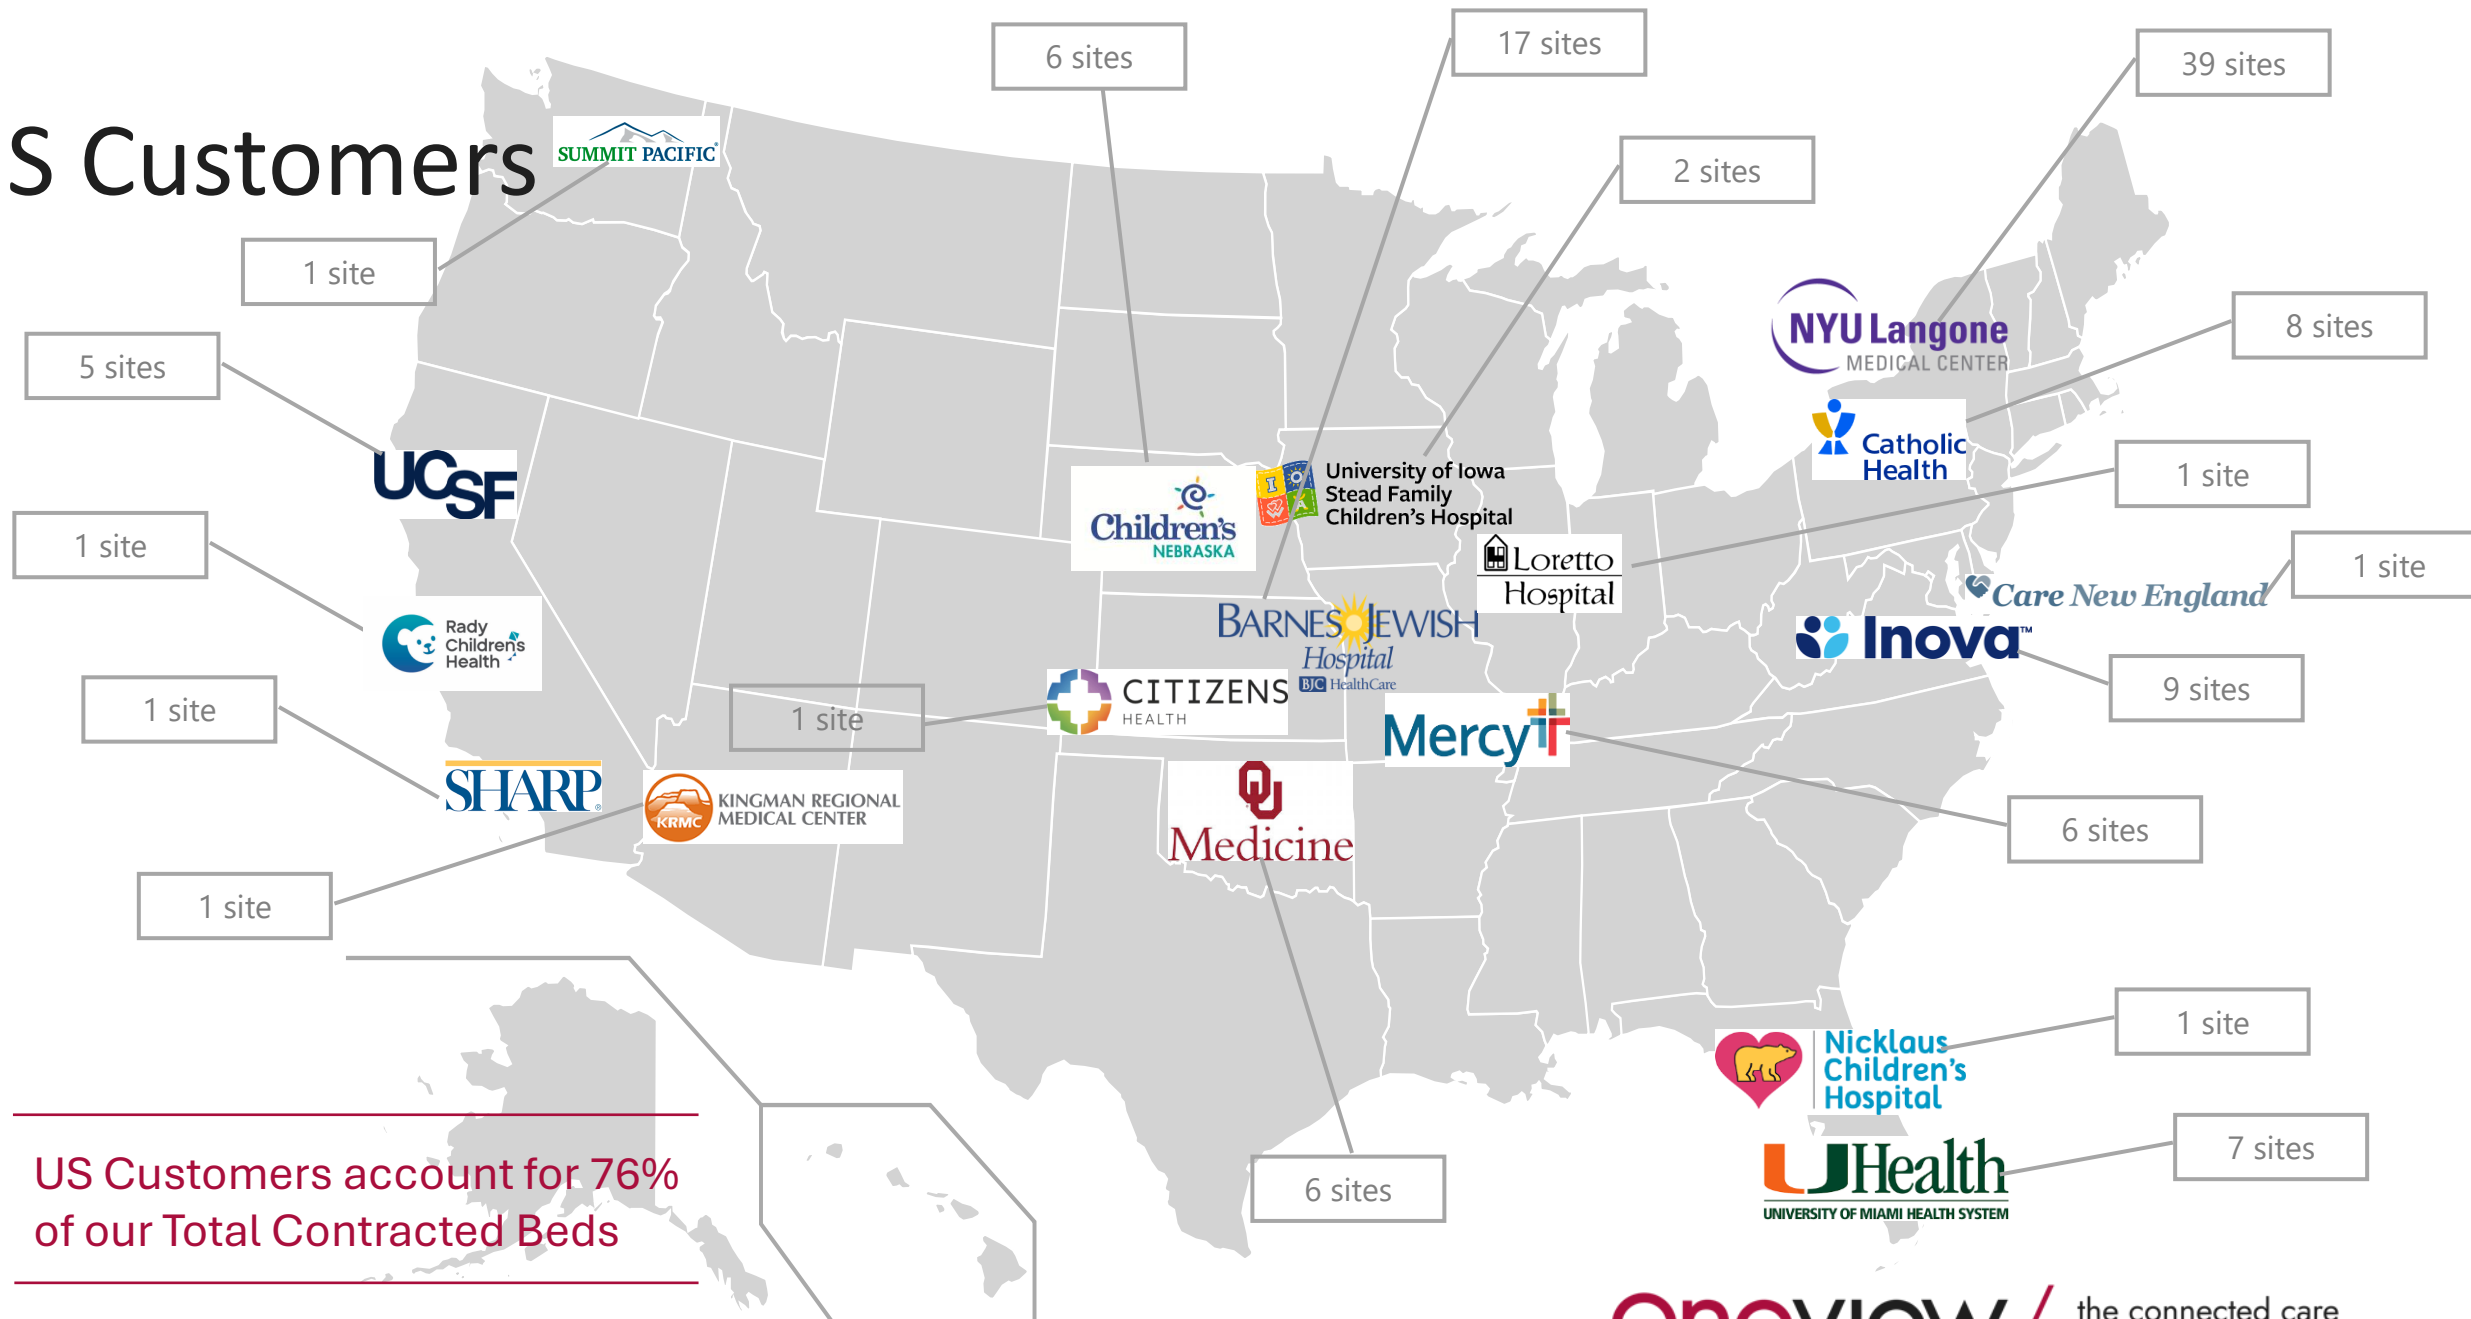 S Customers
6 sites
17 sites
39 sites
2 sites
SUMMIT PACIFIC
1 site
5 sites
NYU Langone
MEDICAL CENTER
8 sites
Catholic
Health
UCSF
1 site
1 site
Children's
NEBRASKA
I O W A
University of Iowa
Stead Family
Children's Hospital
Loretto
Hospital
1 site
Care New England
Rady
Children's
Health
BARNES JEWISH
Hospital
BJC HealthCare
Inova™
9 sites
1 site
1 site
CITIZENS
HEALTH
Mercy
SHARP®
KRMC
KINGMAN REGIONAL
MEDICAL CENTER
OU
Medicine
6 sites
1 site
1 site
Nicklaus
Children's
Hospital
7 sites
U Health
UNIVERSITY OF MIAMI HEALTH SYSTEM
6 sites
US Customers account for 76%
of our Total Contracted Beds
oneview / the connected care